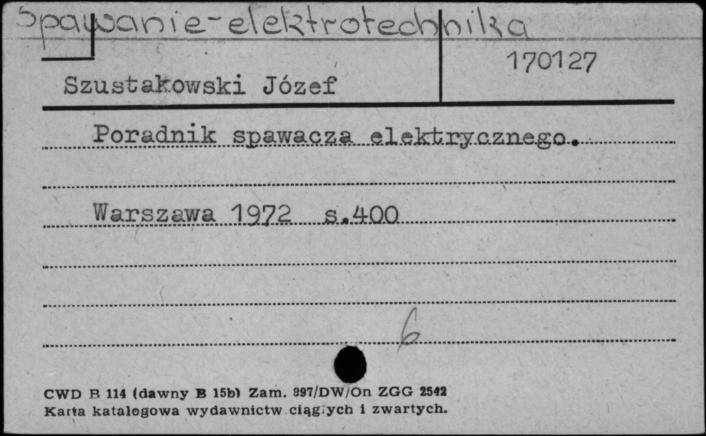 Spawanie-elektrotechnika
170127
Szustakowski Józef
Poradnik spawacza elektrycznego.
Warszawa 1972 s.400
6
CWD B 114 (dawny B 15b) Zam. 997/DW/On ZGG 2542
Karta katalogowa wydawnictw ciągłych i zwartych.